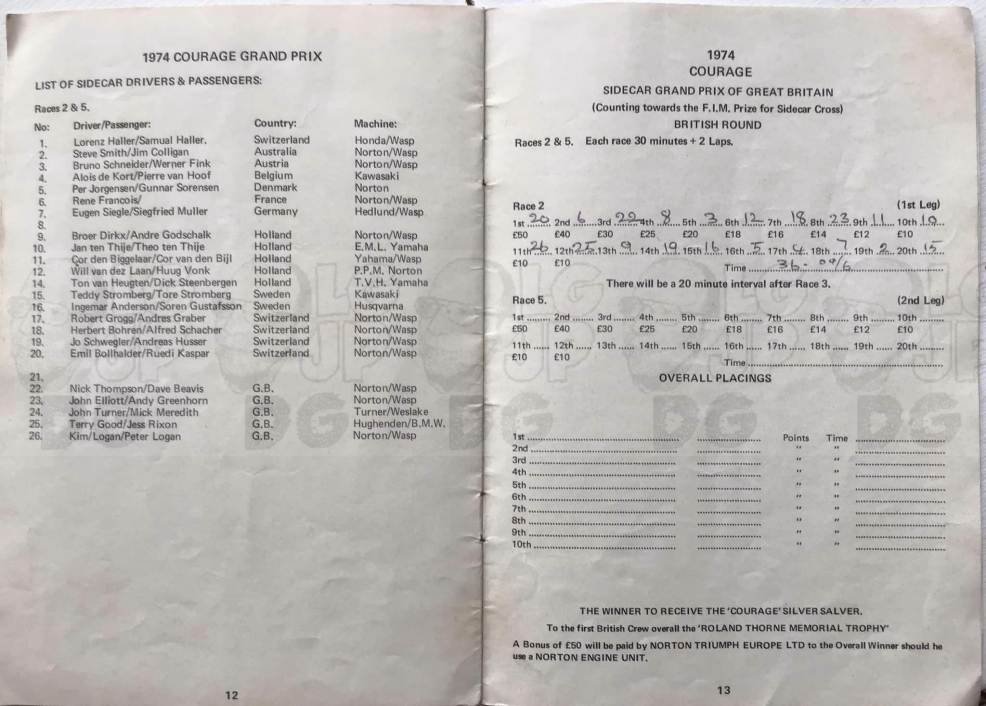 1974 COURAGE GRAND PRIX
LIST OF SIDECAR DRIVERS & PASSENGERS:
Races 2 & 5.
No: Driver/Passenger: Country: Machine:
1. Lorenz Haller/Samual Haller. Switzerland Honda/Wasp
2. Steve Smith/Jim Colligan Australia Norton/Wasp
3. Bruno Schneider/Werner Fink Austria Norton/Wasp
4. Alois de Kort/Pierre van Hoof Belgium Kawasaki
5. Per Jorgensen/Gunnar Sorensen Denmark Norton
6. Rene Francois/ France Norton/Wasp
7. Eugen Siegle/Siegfried Muller Germany Hedlund/Wasp
8.
9. Broer Dirkx/Andre Godschalk Holland Norton/Wasp
10. Jan ten Thije/Theo ten Thije Holland E.M.L. Yamaha
11. Cor den Biggelaar/Cor van den Bijl Holland Yahama/Wasp
12. Will van dez Laan/Huug Vonk Holland P.P.M. Norton
14. Ton van Heugten/Dick Steenbergen Holland T.V.H. Yamaha
15. Teddy Stromberg/Tore Stromberg Sweden Kawasaki
16. Ingemar Anderson/Soren Gustafsson Sweden Husqvarna
17. Robert Grogg/Andres Graber Switzerland Norton/Wasp
18. Herbert Bohren/Alfred Schacher Switzerland Norton/Wasp
19. Jo Schwegler/Andreas Husser Switzerland Norton/Wasp
20. Emil Bollhalder/Ruedi Kaspar Switzerland Norton/Wasp
21.
22. Nick Thompson/Dave Beavis G.B. Norton/Wasp
23. John Elliott/Andy Greenhorn G.B. Norton/Wasp
24. John Turner/Mick Meredith G.B. Turner/Weslake
25. Terry Good/Jess Rixon G.B. Hughenden/B.M.W.
26. Kim/Logan/Peter Logan G.B. Norton/Wasp
12
1974
COURAGE
SIDECAR GRAND PRIX OF GREAT BRITAIN
(Counting towards the F.I.M. Prize for Sidecar Cross)
BRITISH ROUND
Races 2 & 5. Each race 30 minutes + 2 Laps.
Race 2 (1st Leg)
1st 20 2nd 6 3rd 22 4th 8 5th 3 6th 12 7th 18 8th 23 9th 11 10th 10
£50 £40 £30 £25 £20 £18 £16 £14 £12 £10
11th 26 12th 25 13th 9 14th 19 15th 16 16th 5 17th 4 18th 7 19th 2 20th 15
£10 £10 Time 36-
There will be a 20 minute interval after Race 3.
Race 5. (2nd Leg)
1st ...... 2nd ...... 3rd ...... 4th ...... 5th ...... 6th ...... 7th ...... 8th ...... 9th ...... 10th ......
£50 £40 £30 £25 £20 £18 £16 £14 £12 £10
11th ...... 12th ...... 13th ...... 14th ...... 15th ...... 16th ...... 17th ...... 18th ...... 19th ...... 20th ......
£10 £10 Time ......
OVERALL PLACINGS
1st ...... ...... Points Time ......
2nd ...... ...... " " ......
3rd ...... ...... " " ......
4th ...... ...... " " ......
5th ...... ...... " " ......
6th ...... ...... " " ......
7th ...... ...... " " ......
8th ...... ...... " " ......
9th ...... ...... " " ......
10th ...... ...... " " ......
THE WINNER TO RECEIVE THE 'COURAGE' SILVER SALVER.
To the first British Crew overall the 'ROLAND THORNE MEMORIAL TROPHY'
A Bonus of £50 will be paid by NORTON TRIUMPH EUROPE LTD to the Overall Winner should he
use a NORTON ENGINE UNIT.
13